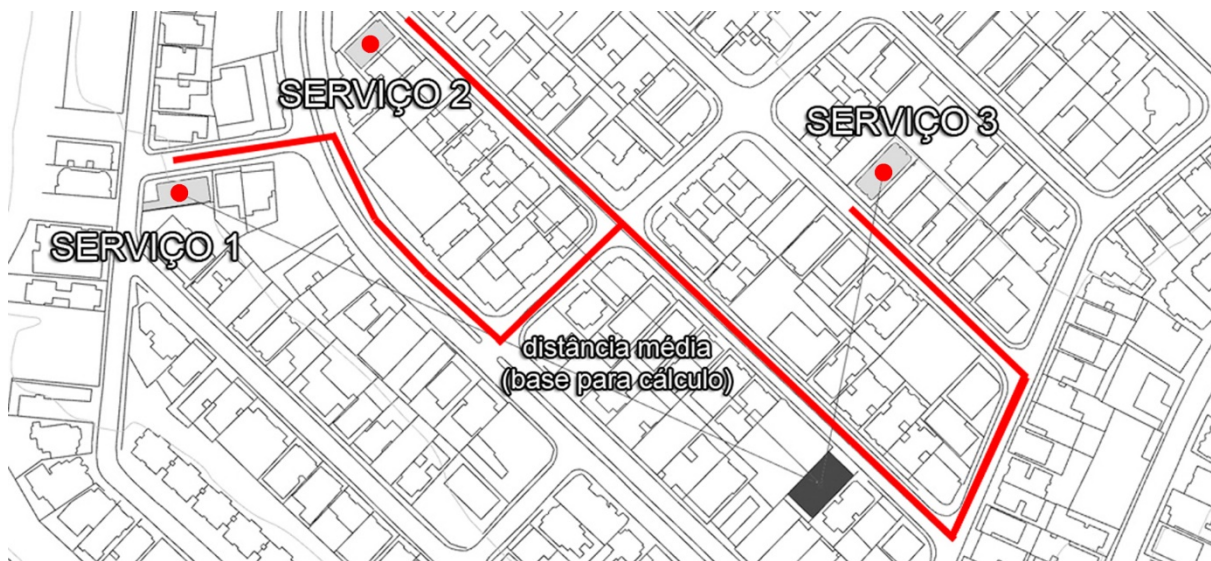 SERVIÇO 2
SERVIÇO 3
SERVIÇO 1
distância média
(base para cálculo)